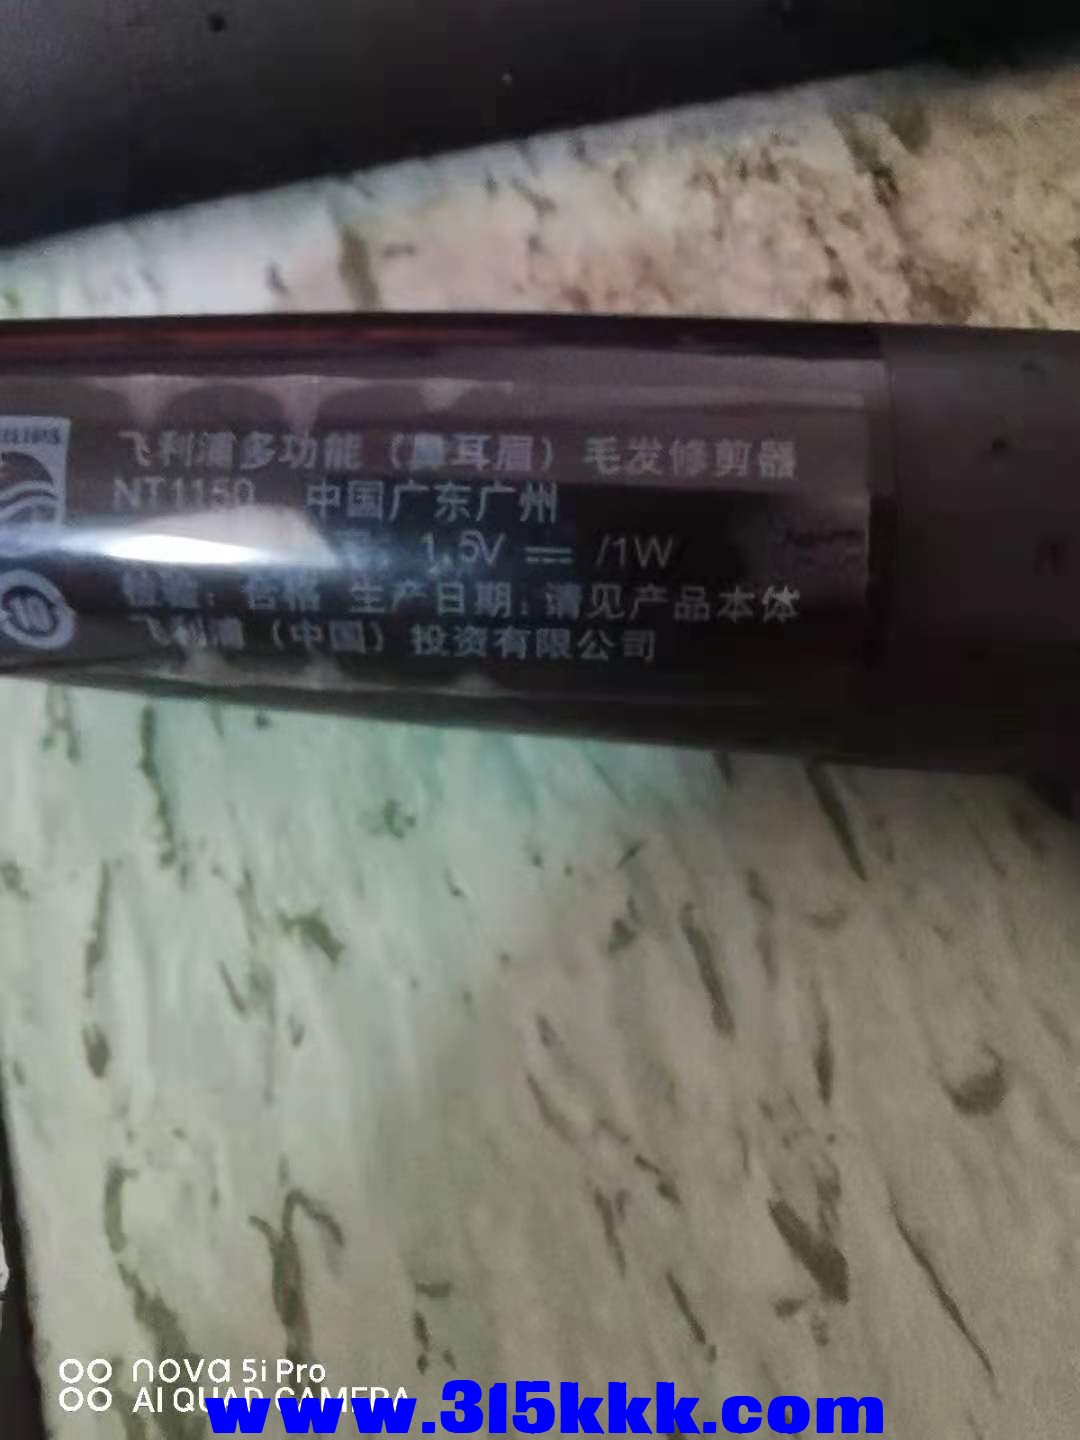 PHILIPS
飞利浦多功能（鼻耳眉）毛发修剪器
NT1150 中国广东广州
1.5V ⎓ /1W
检验：合格 生产日期：请见产品本体
飞利浦（中国）投资有限公司
10
nova 5i Pro
AI QUAD CAMERA
www.315kkk.com